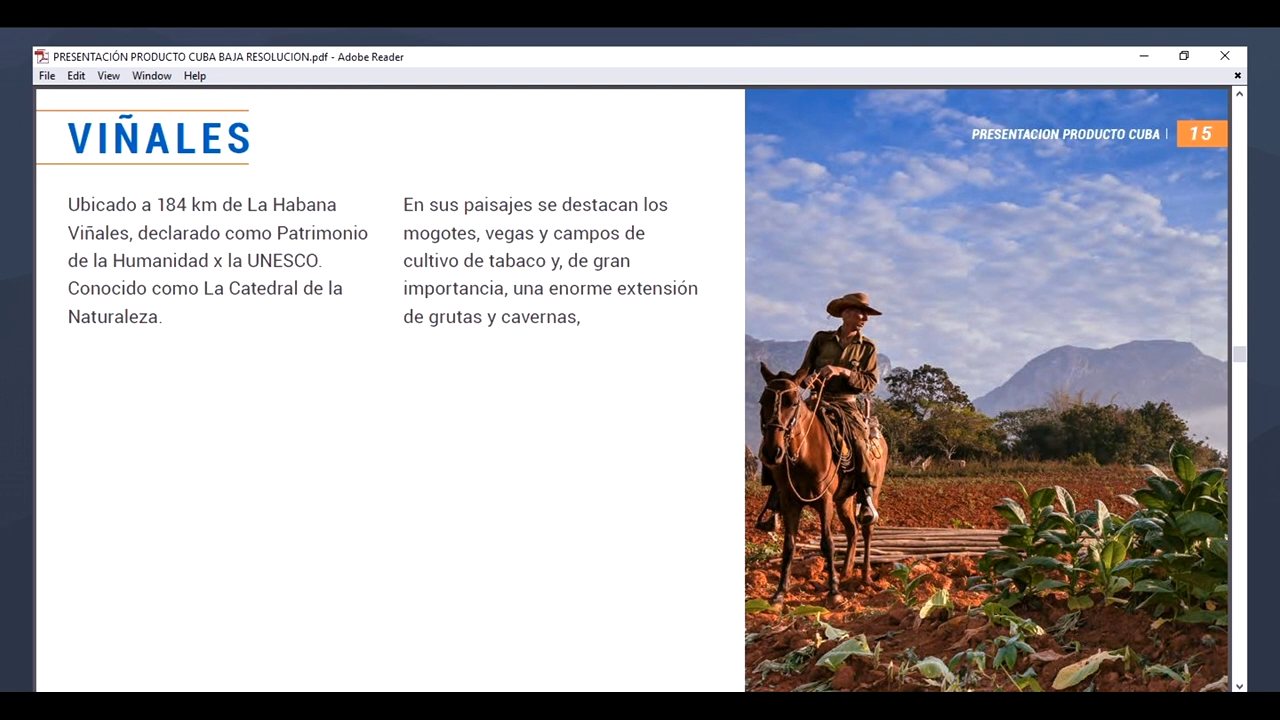 PRESENTACIÓN PRODUCTO CUBA BAJA RESOLUCION.pdf - Adobe Reader
File Edit View Window Help
VIÑALES
PRESENTACION PRODUCTO CUBA | 15
Ubicado a 184 km de La Habana
Viñales, declarado como Patrimonio
de la Humanidad x la UNESCO.
Conocido como La Catedral de la
Naturaleza.
En sus paisajes se destacan los
mogotes, vegas y campos de
cultivo de tabaco y, de gran
importancia, una enorme extensión
de grutas y cavernas,